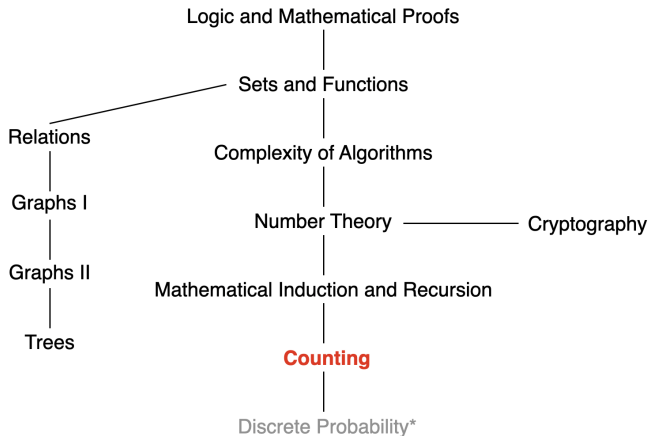 Logic and Mathematical Proofs
Sets and Functions
Relations
Complexity of Algorithms
Graphs I
Number Theory
Cryptography
Graphs II
Mathematical Induction and Recursion
Trees
Counting
Discrete Probability*